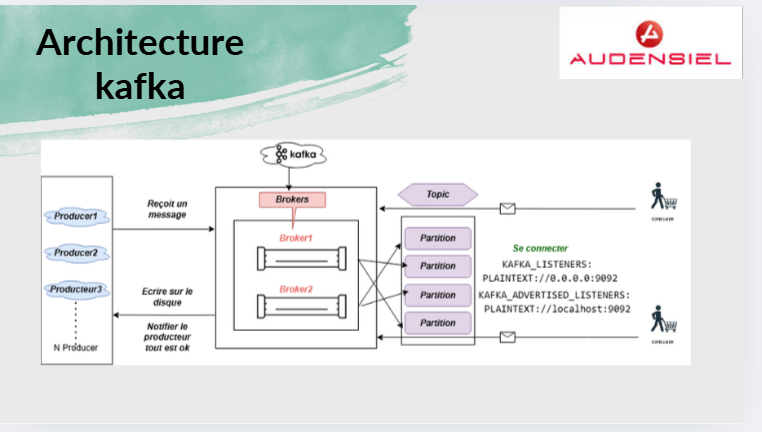 Architecture
kafka
AUDENSIEL
kafka
Producer1
Producer2
Producteur3
N Producer
Reçoit un
message
Ecrire sur le
disque
Notifier le
producteur
tout est ok
Brokers
Broker1
Broker2
Topic
Partition
Partition
Partition
Partition
Se connecter
KAFKA_LISTENERS:
PLAINTEXT://0.0.0.0:9092
KAFKA_ADVERTISED_LISTENERS:
PLAINTEXT://localhost:9092
CONSUMER
CONSUMER